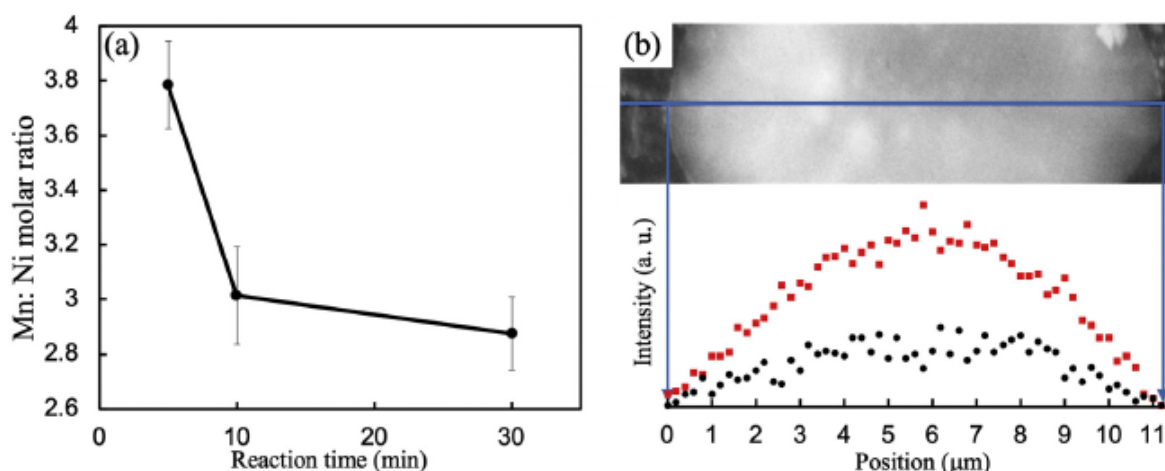 (a)
Mn: Ni molar ratio
4
3.8
3.6
3.4
3.2
3
2.8
2.6
0 10 20 30
Reaction time (min)
(b)
Intensity (a. u.)
0 1 2 3 4 5 6 7 8 9 10 11
Position (μm)